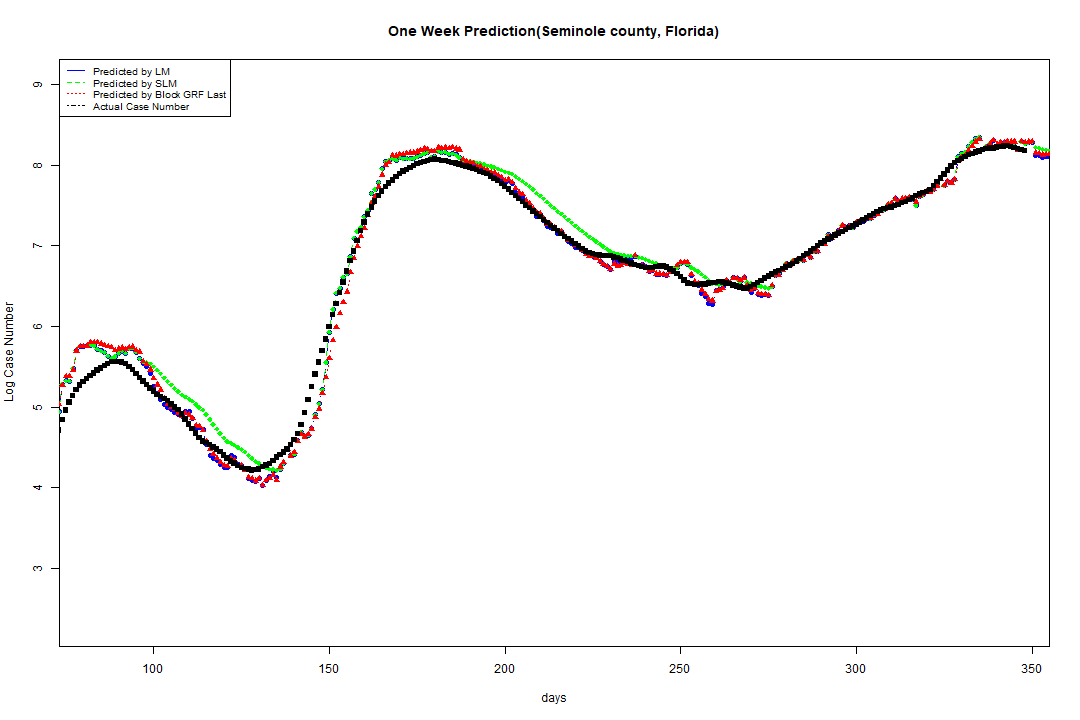 One Week Prediction(Seminole county, Florida)
Predicted by LM
Predicted by SLM
Predicted by Block GRF Last
Actual Case Number
9
8
7
6
5
4
3
Log Case Number
100 150 200 250 300 350
days